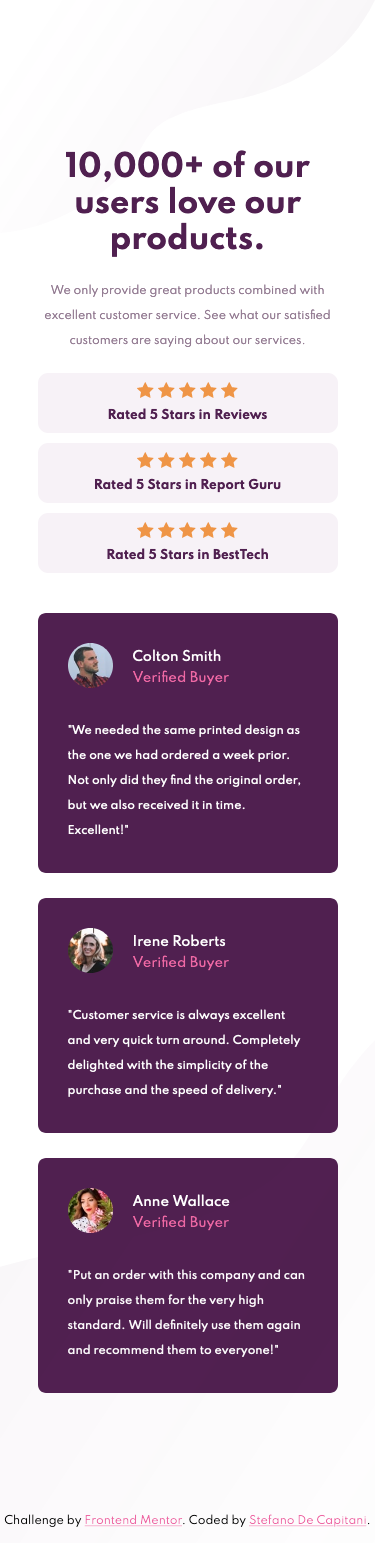 10,000+ of our
users love our
products.
We only provide great products combined with
excellent customer service. See what our satisfied
customers are saying about our services.
Rated 5 Stars in Reviews
Rated 5 Stars in Report Guru
Rated 5 Stars in BestTech
Colton Smith
Verified Buyer
"We needed the same printed design as
the one we had ordered a week prior.
Not only did they find the original order,
but we also received it in time.
Excellent!"
Irene Roberts
Verified Buyer
"Customer service is always excellent
and very quick turn around. Completely
delighted with the simplicity of the
purchase and the speed of delivery."
Anne Wallace
Verified Buyer
"Put an order with this company and can
only praise them for the very high
standard. Will definitely use them again
and recommend them to everyone!"
Challenge by Frontend Mentor. Coded by Stefano De Capitani.